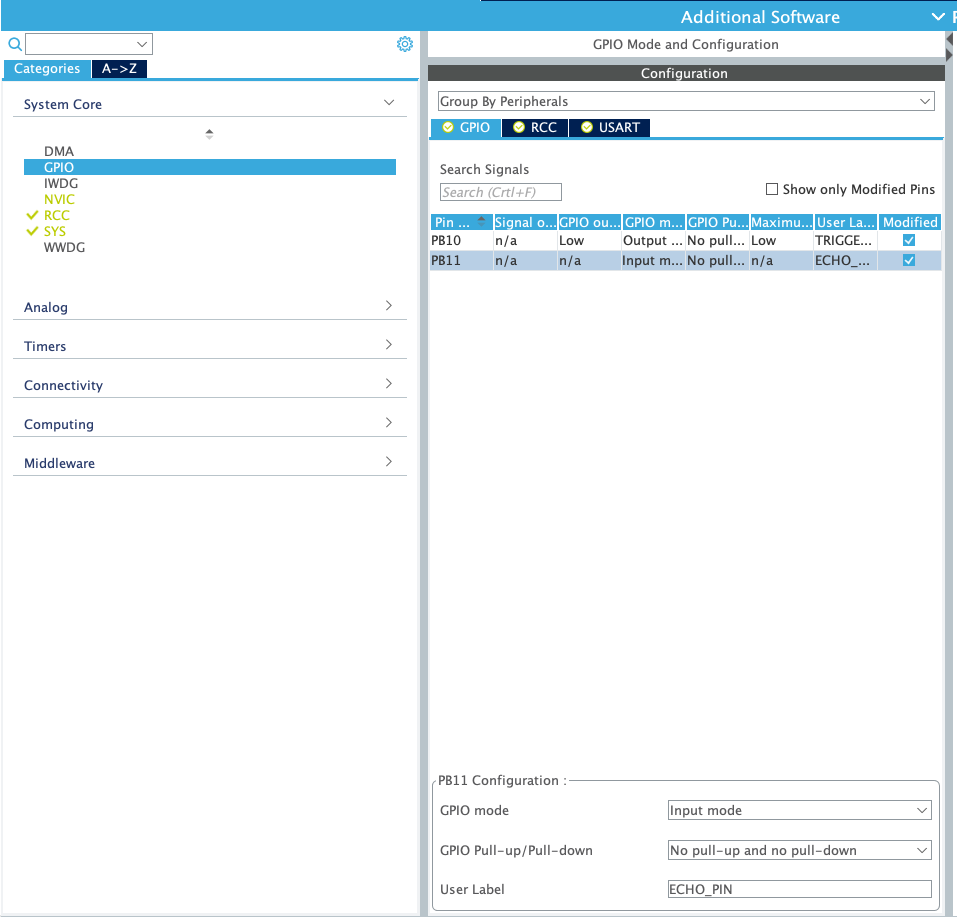 Additional Software
GPIO Mode and Configuration
Categories A->Z
Configuration
Group By Peripherals
System Core
GPIO RCC USART
DMA
GPIO
IWDG
NVIC
RCC
SYS
WWDG
Search Signals
Search (Crtl+F)
Show only Modified Pins
Pin ... Signal o... GPIO ou... GPIO m... GPIO Pu... Maximu... User La... Modified
PB10 n/a Low Output ... No pull... Low TRIGGE...
PB11 n/a n/a Input m... No pull... n/a ECHO_...
Analog
Timers
Connectivity
Computing
Middleware
PB11 Configuration :
GPIO mode Input mode
GPIO Pull-up/Pull-down No pull-up and no pull-down
User Label ECHO_PIN